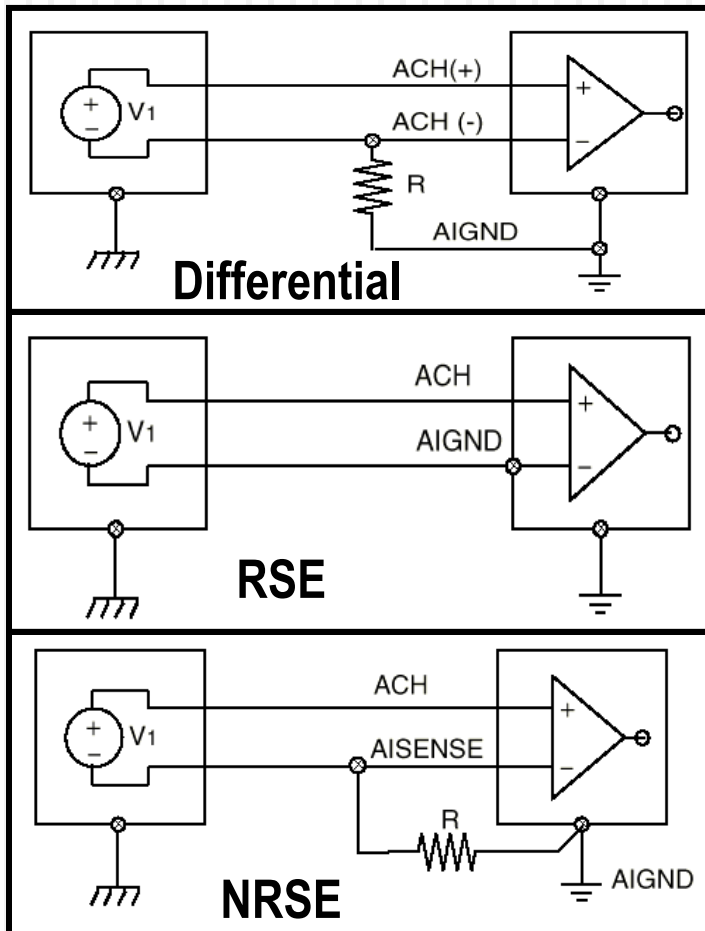 ACH(+)
+
+
−
V1
ACH (-)
−
R
AIGND
Differential
ACH
+
+
−
V1
AIGND
−
RSE
ACH
+
+
−
V1
AISENSE
−
R
AIGND
NRSE